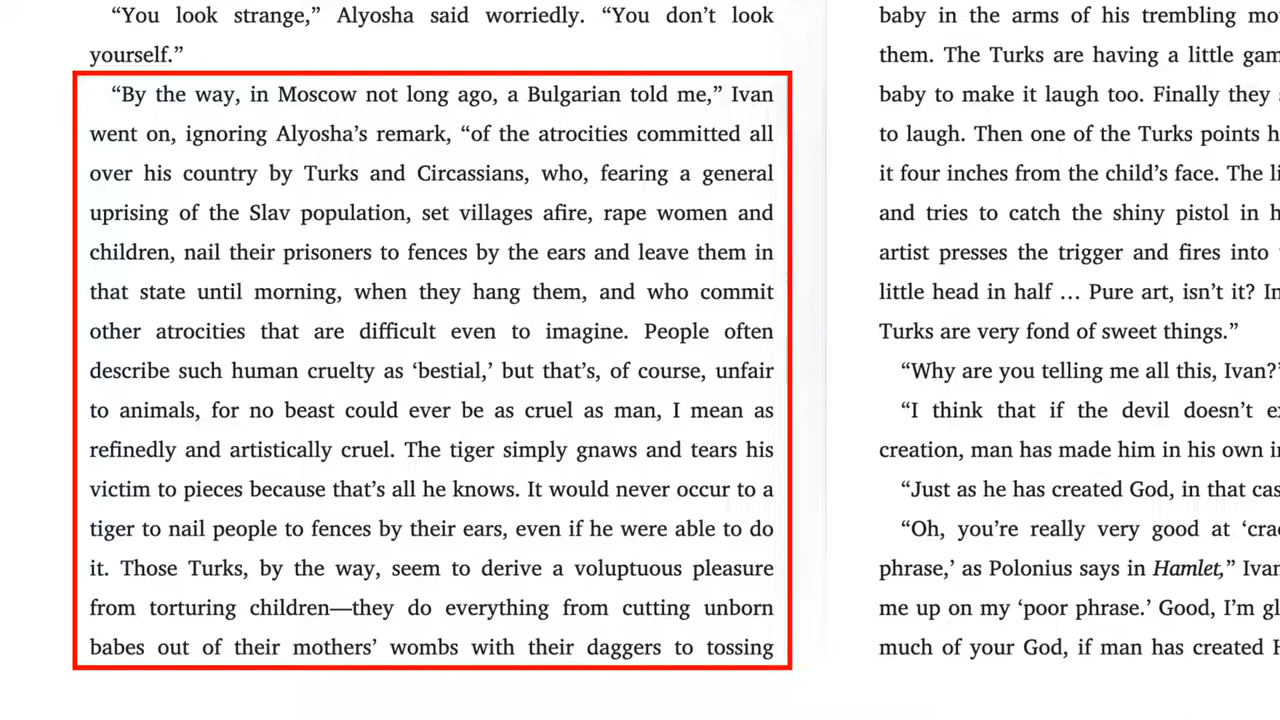 “You look strange,” Alyosha said worriedly. “You don’t look
yourself.”
“By the way, in Moscow not long ago, a Bulgarian told me,” Ivan
went on, ignoring Alyosha’s remark, “of the atrocities committed all
over his country by Turks and Circassians, who, fearing a general
uprising of the Slav population, set villages afire, rape women and
children, nail their prisoners to fences by the ears and leave them in
that state until morning, when they hang them, and who commit
other atrocities that are difficult even to imagine. People often
describe such human cruelty as ‘bestial,’ but that’s, of course, unfair
to animals, for no beast could ever be as cruel as man, I mean as
refinedly and artistically cruel. The tiger simply gnaws and tears his
victim to pieces because that’s all he knows. It would never occur to a
tiger to nail people to fences by their ears, even if he were able to do
it. Those Turks, by the way, seem to derive a voluptuous pleasure
from torturing children—they do everything from cutting unborn
babes out of their mothers’ wombs with their daggers to tossing
baby in the arms of his trembling
them. The Turks are having a little
baby to make it laugh too. Finally they
to laugh. Then one of the Turks points
it four inches from the child’s face. The
and tries to catch the shiny pistol in
artist presses the trigger and fires into
little head in half … Pure art, isn’t it?
Turks are very fond of sweet things.”
“Why are you telling me all this, Ivan?
“I think that if the devil doesn’t
creation, man has made him in his own
“Just as he has created God, in that
“Oh, you’re really very good at
phrase,’ as Polonius says in Hamlet,” Ivan
me up on my ‘poor phrase.’ Good, I’m
much of your God, if man has created